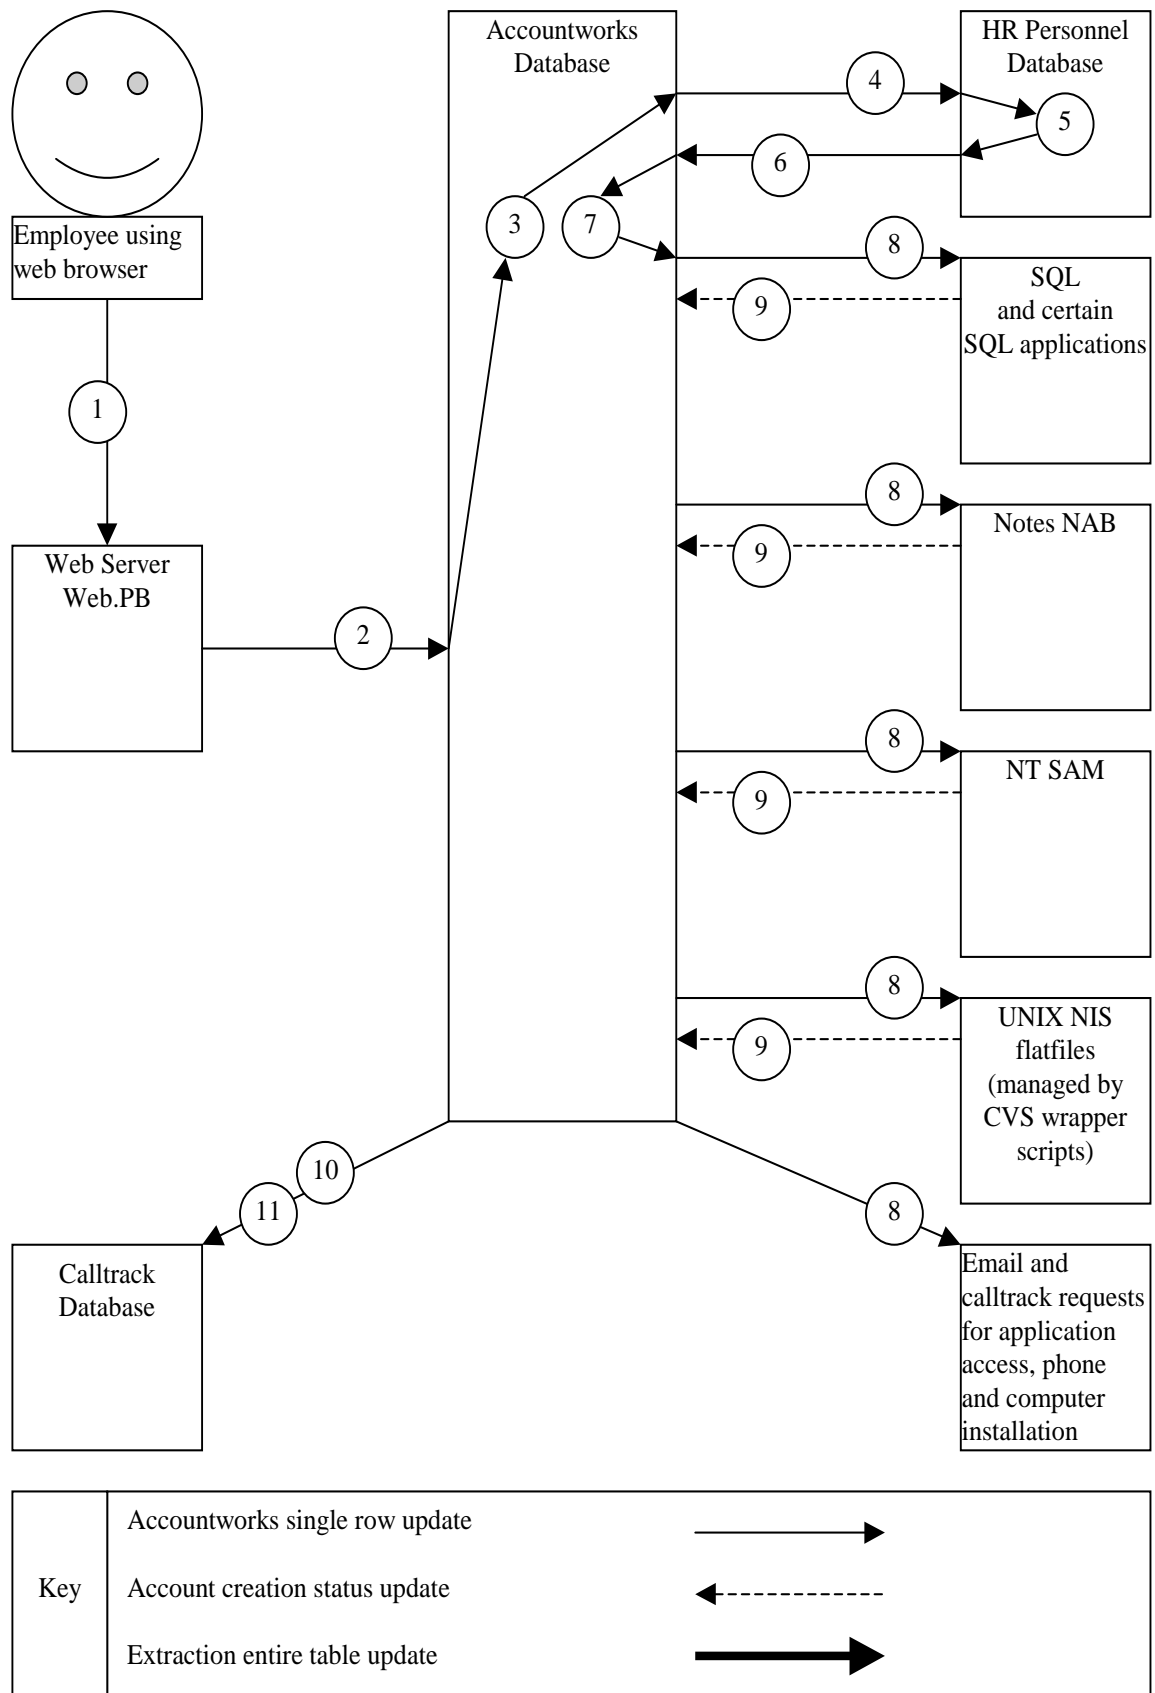 Accountworks
Database
HR Personnel
Database
4
5
6
3
7
Employee using
web browser
8
9
SQL
and certain
SQL applications
1
8
9
Notes NAB
Web Server
Web.PB
2
8
9
NT SAM
8
9
UNIX NIS
flatfiles
(managed by
CVS wrapper
scripts)
10
11
8
Calltrack
Database
Email and
calltrack requests
for application
access, phone
and computer
installation
Key
Accountworks single row update
Account creation status update
Extraction entire table update